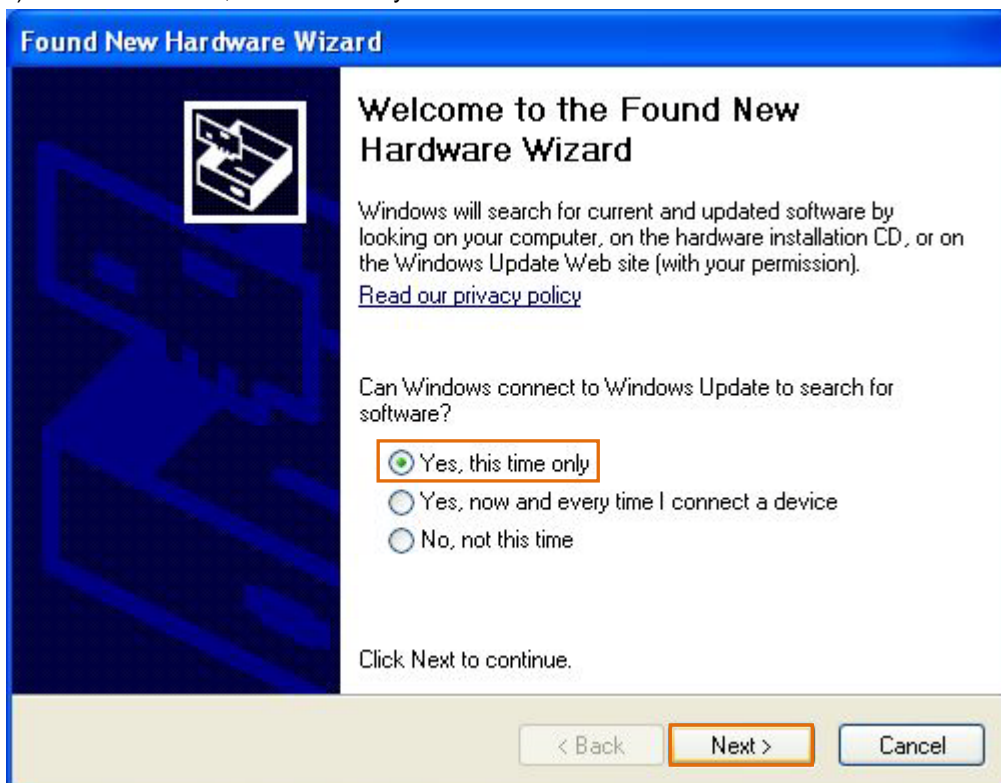 Found New Hardware Wizard
Welcome to the Found New
Hardware Wizard
Windows will search for current and updated software by
looking on your computer, on the hardware installation CD, or on
the Windows Update Web site (with your permission).
Read our privacy policy
Can Windows connect to Windows Update to search for
software?
Yes, this time only
Yes, now and every time I connect a device
No, not this time
Click Next to continue.
< Back Next > Cancel